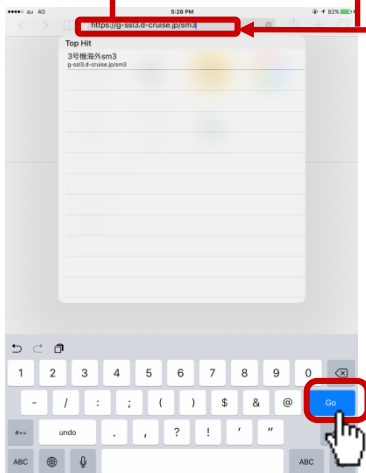 au 4G 5:26 PM 82%
https://g-ssl3.d-cruise.jp/sm3
Top Hit
3号機海外sm3
g-ssl3.d-cruise.jp/sm3
1 2 3 4 5 6 7 8 9 0
- / : ; ( ) $ & @ Go
#+= undo . , ? ! ' "
ABC ABC